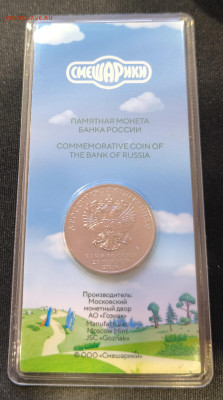 СМЕШАРИКИ
ПАМЯТНАЯ МОНЕТА
БАНКА РОССИИ
COMMEMORATIVE COIN OF
THE BANK OF RUSSIA
Производитель:
Московский
монетный двор
АО «Гознак»
Manufacturer:
Moscow Mint
JSC «Goznak»
© ООО «Смешарики»